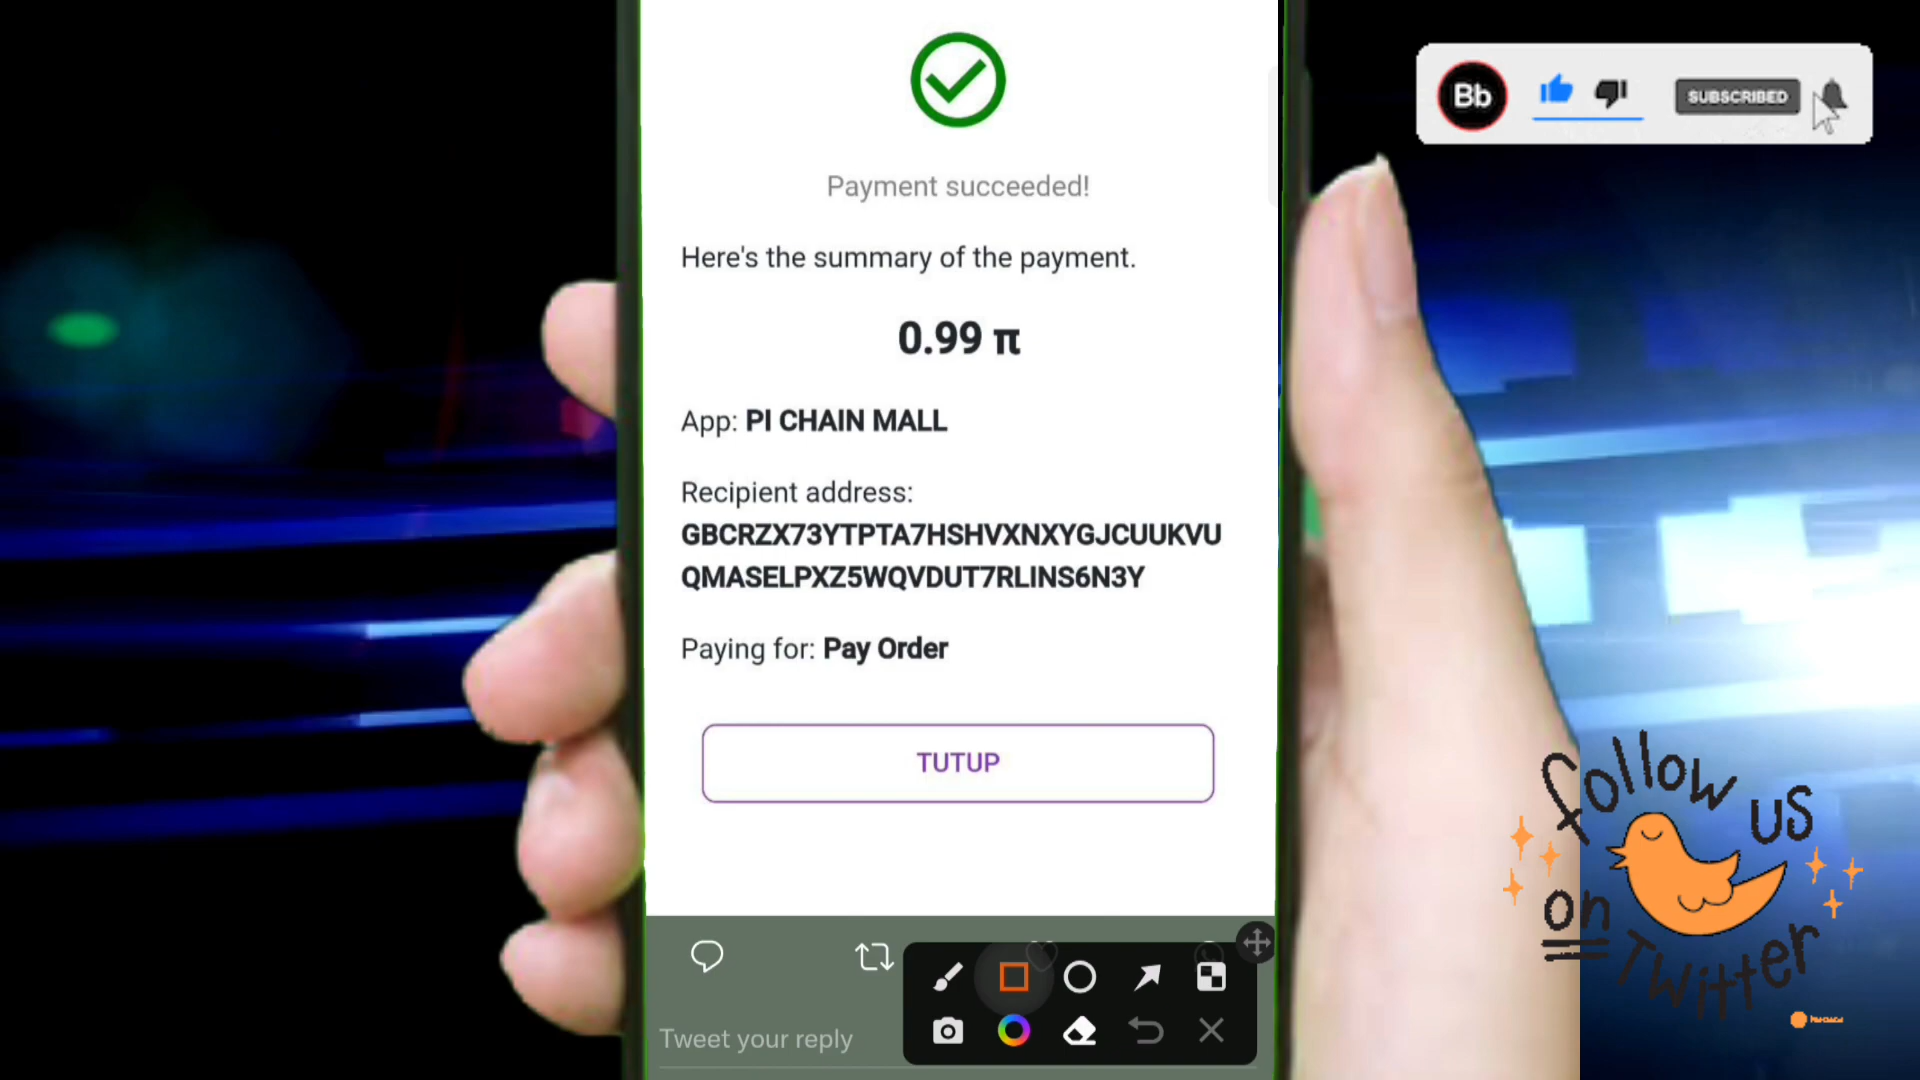 Payment succeeded!
Here's the summary of the payment.
0.99 π
App: PI CHAIN MALL
Recipient address:
GBCRZX73YTPTA7HSHVXNXYGJCUUKVU
QMASELPXZ5WQVDUT7RLINS6N3Y
Paying for: Pay Order
TUTUP
Tweet your reply
Bb
SUBSCRIBED
follow us
on
Twitter